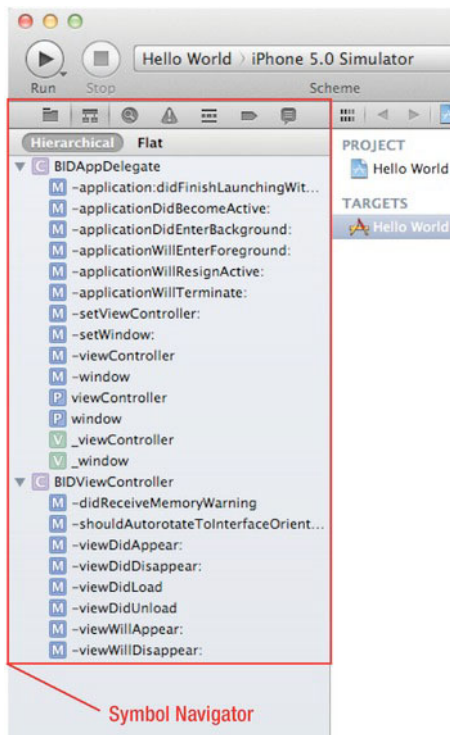 Hello World › iPhone 5.0 Simulator
Run
Stop
Scheme
Hierarchical Flat
PROJECT
Hello World
TARGETS
Hello World
C BIDAppDelegate
M -application:didFinishLaunchingWit...
M -applicationDidBecomeActive:
M -applicationDidEnterBackground:
M -applicationWillEnterForeground:
M -applicationWillResignActive:
M -applicationWillTerminate:
M -setViewController:
M -setWindow:
M -viewController
M -window
P viewController
P window
V _viewController
V _window
C BIDViewController
M -didReceiveMemoryWarning
M -shouldAutorotateToInterfaceOrient...
M -viewDidAppear:
M -viewDidDisappear:
M -viewDidLoad
M -viewDidUnload
M -viewWillAppear:
M -viewWillDisappear:
Symbol Navigator